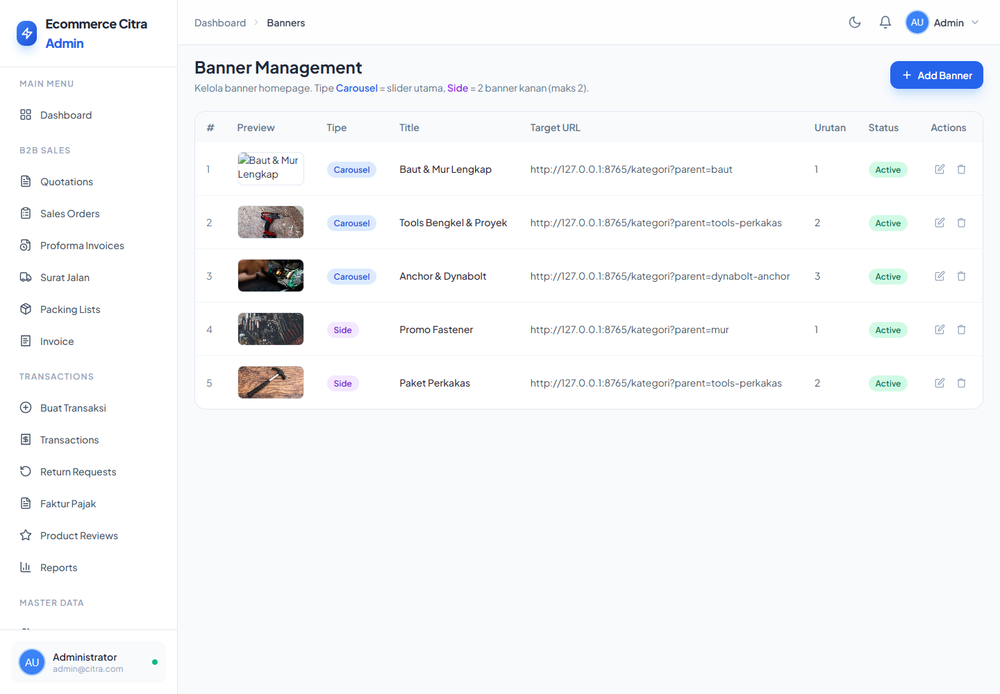 Ecommerce Citra
Admin
Dashboard
Banners
AU
Admin
MAIN MENU
Dashboard
B2B SALES
Quotations
Sales Orders
Proforma Invoices
Surat Jalan
Packing Lists
Invoice
TRANSACTIONS
Buat Transaksi
Transactions
Return Requests
Faktur Pajak
Product Reviews
Reports
MASTER DATA
AU
Administrator
admin@citra.com
Banner Management
Kelola banner homepage. Tipe Carousel = slider utama, Side = 2 banner kanan (maks 2).
Add Banner
# Preview Tipe Title Target URL Urutan Status Actions
1 Baut & Mur Lengkap Carousel Baut & Mur Lengkap http://127.0.0.1:8765/kategori?parent=baut 1 Active
2 Carousel Tools Bengkel & Proyek http://127.0.0.1:8765/kategori?parent=tools-perkakas 2 Active
3 Carousel Anchor & Dynabolt http://127.0.0.1:8765/kategori?parent=dynabolt-anchor 3 Active
4 Side Promo Fastener http://127.0.0.1:8765/kategori?parent=mur 1 Active
5 Side Paket Perkakas http://127.0.0.1:8765/kategori?parent=tools-perkakas 2 Active